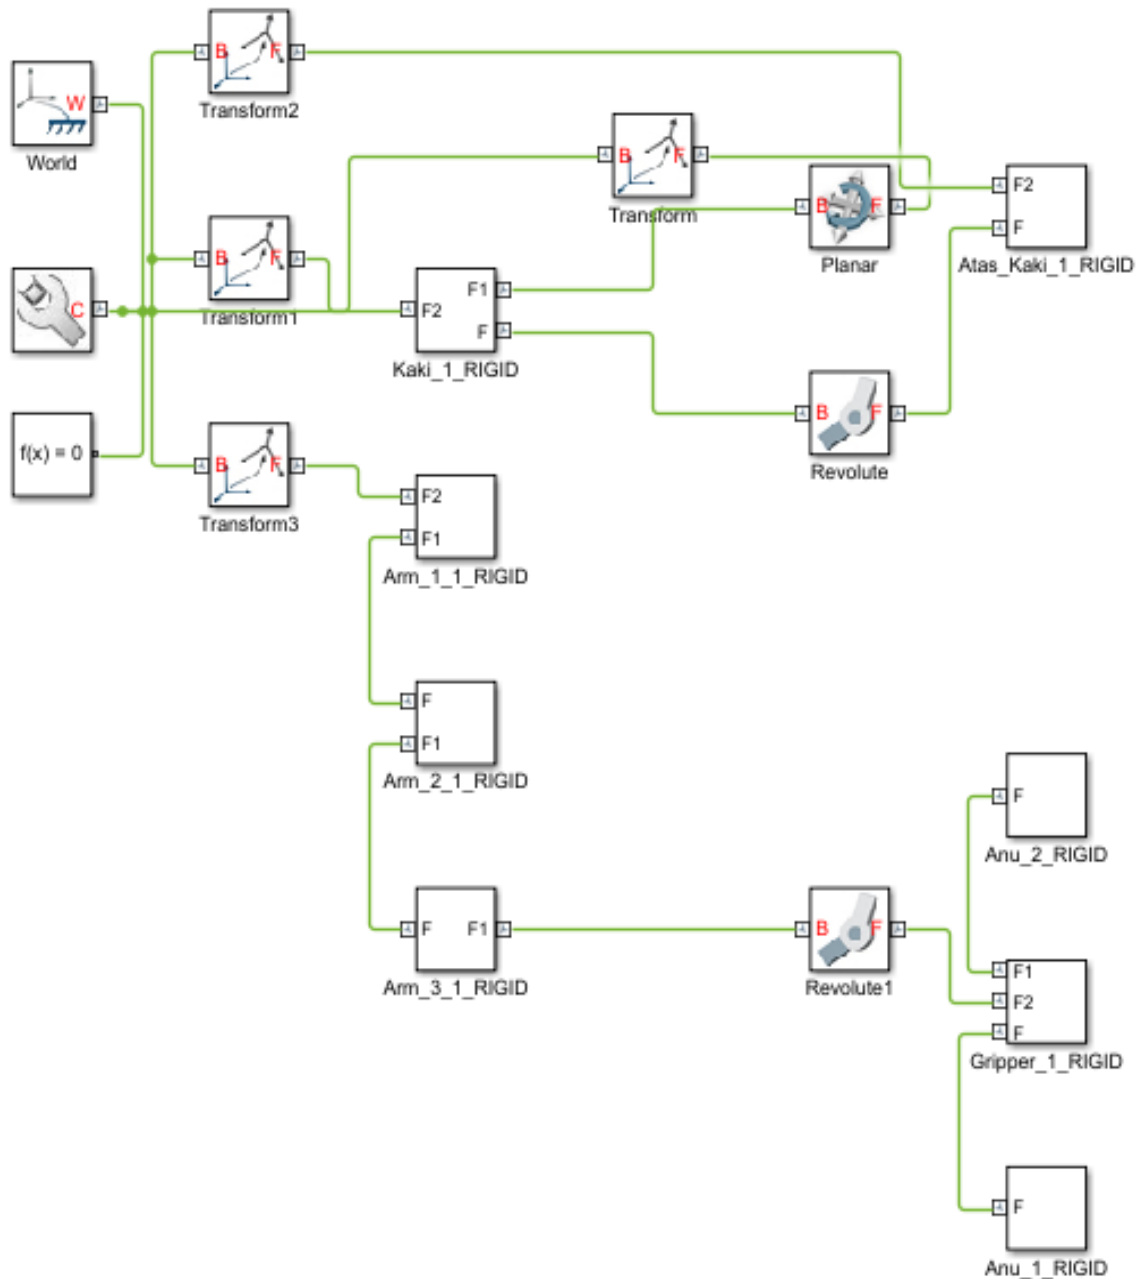 B F
Transform2
W
World
B F
Transform
B F
Planar
F2
F
Atas_Kaki_1_RIGID
B F
Transform1
C
F2 F1
F
Kaki_1_RIGID
B F
Revolute
f(x) = 0
B F
Transform3
F2
F1
Arm_1_1_RIGID
F
F1
Arm_2_1_RIGID
F
Anu_2_RIGID
F F1
Arm_3_1_RIGID
B F
Revolute1
F1
F2
F
Gripper_1_RIGID
F
Anu_1_RIGID